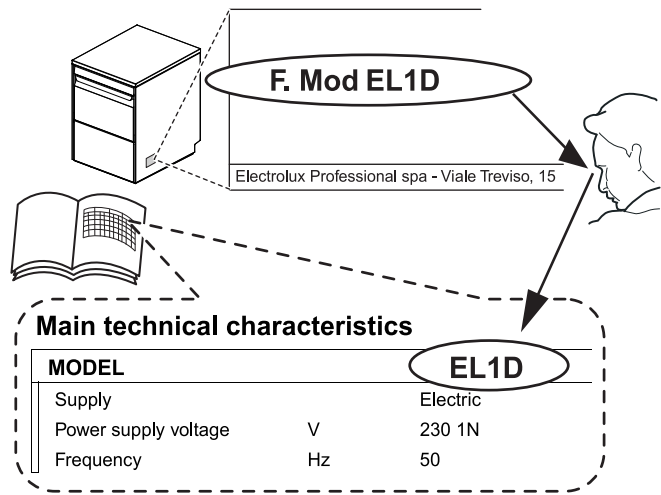 F. Mod EL1D
Electrolux Professional spa - Viale Treviso, 15
Main technical characteristics
MODEL EL1D
Supply Electric
Power supply voltage V 230 1N
Frequency Hz 50